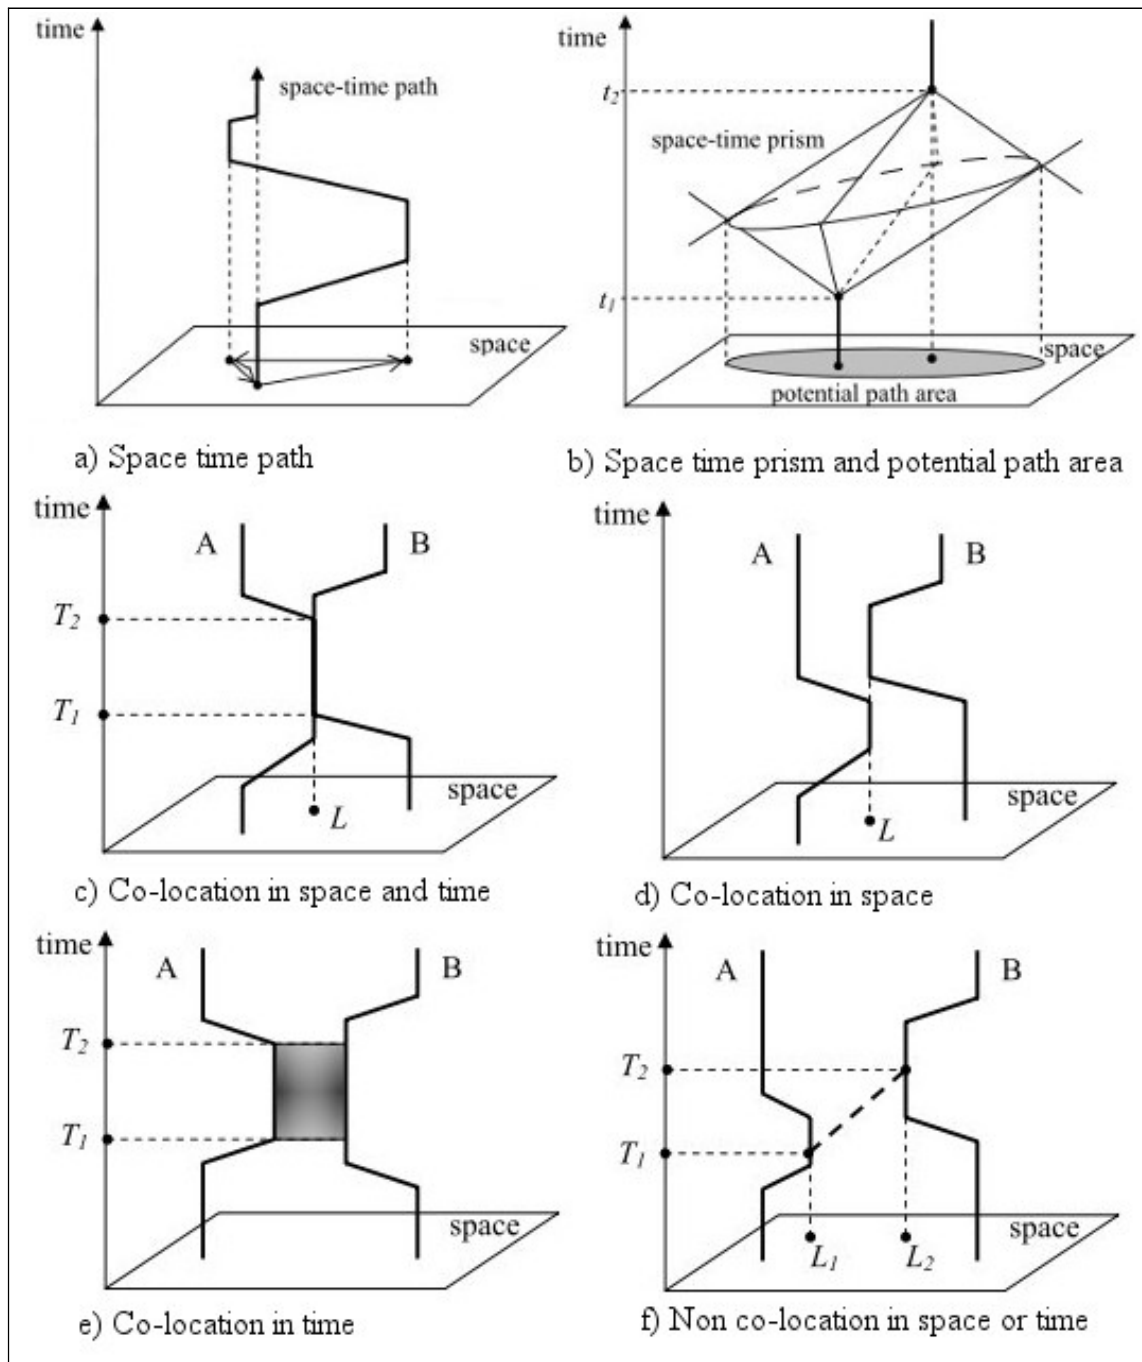 time
space-time path
space
a) Space time path
time
t2
space-time prism
t1
space
potential path area
b) Space time prism and potential path area
time
A
B
T2
T1
space
L
c) Co-location in space and time
time
A
B
space
L
d) Co-location in space
time
A
B
T2
T1
space
e) Co-location in time
time
A
B
T2
T1
space
L1
L2
f) Non co-location in space or time